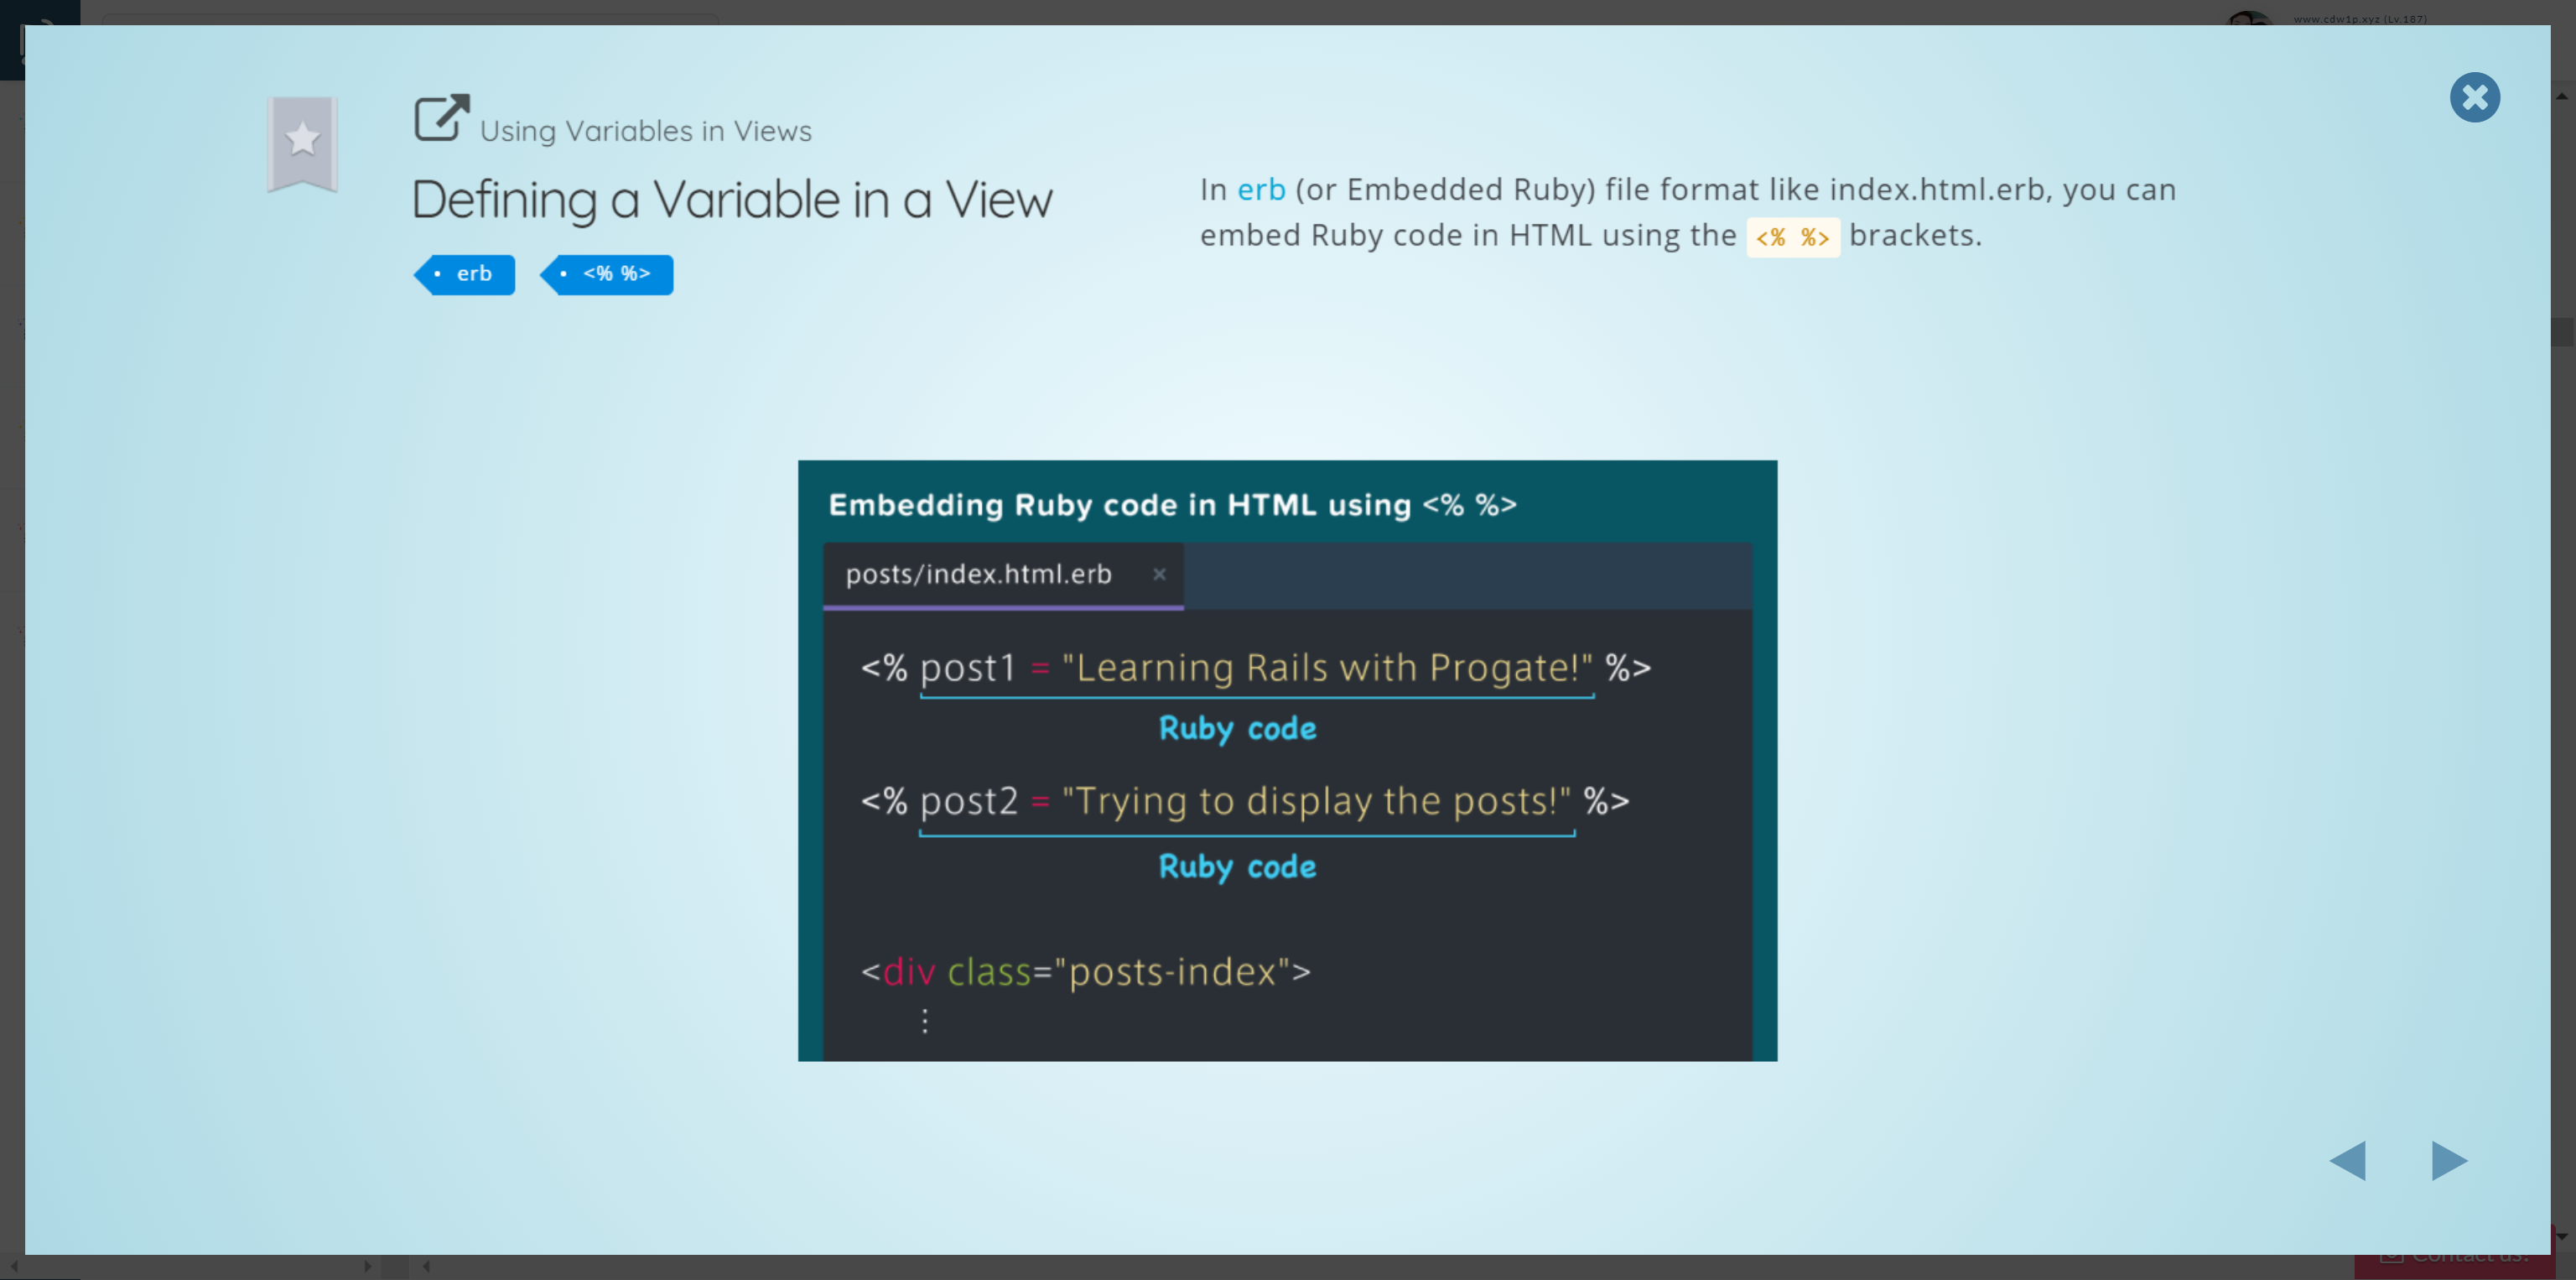 www.cdw1p.xyz (Lv.187)
Using Variables in Views
Defining a Variable in a View
erb
<% %>
In erb (or Embedded Ruby) file format like index.html.erb, you can
embed Ruby code in HTML using the <% %> brackets.
Embedding Ruby code in HTML using <% %>
posts/index.html.erb ×
<% post1 = "Learning Rails with Progate!" %>
Ruby code
<% post2 = "Trying to display the posts!" %>
Ruby code
<div class="posts-index">
⋮
Contact us!